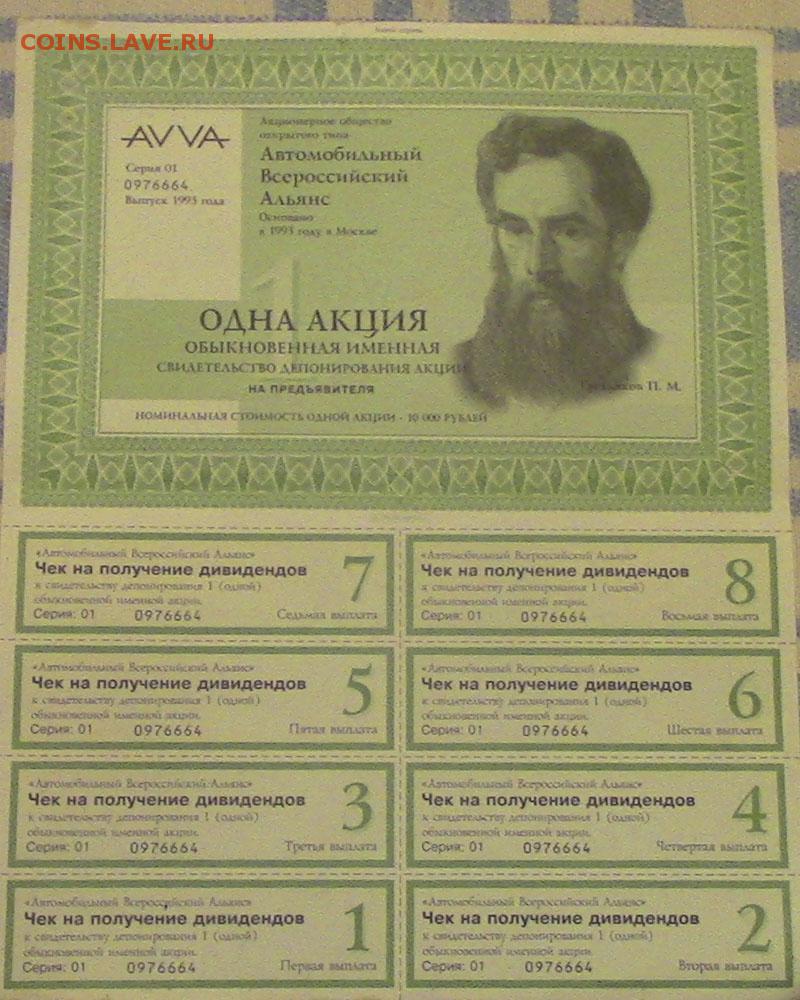 COINS.LAVE.RU
AVVA
Серия 01
0976664
Выпуск 1993 года
Акционерное общество
открытого типа
Автомобильный
Всероссийский
Альянс
Основано
в 1993 году в Москве
1
ОДНА АКЦИЯ
ОБЫКНОВЕННАЯ ИМЕННАЯ
СВИДЕТЕЛЬСТВО ДЕПОНИРОВАНИЯ АКЦИИ
НА ПРЕДЪЯВИТЕЛЯ
НОМИНАЛЬНАЯ СТОИМОСТЬ ОДНОЙ АКЦИИ - 10 000 РУБЛЕЙ
П. М.
«Автомобильный Всероссийский Альянс»
Чек на получение дивидендов
к свидетельству депонирования 1 (одной)
обыкновенной именной акции.
Серия: 01 0976664
7
Седьмая выплата
«Автомобильный Всероссийский Альянс»
Чек на получение дивидендов
к свидетельству депонирования 1 (одной)
обыкновенной именной акции.
Серия: 01 0976664
8
Восьмая выплата
«Автомобильный Всероссийский Альянс»
Чек на получение дивидендов
к свидетельству депонирования 1 (одной)
обыкновенной именной акции.
Серия: 01 0976664
5
Пятая выплата
«Автомобильный Всероссийский Альянс»
Чек на получение дивидендов
к свидетельству депонирования 1 (одной)
обыкновенной именной акции.
Серия: 01 0976664
6
Шестая выплата
«Автомобильный Всероссийский Альянс»
Чек на получение дивидендов
к свидетельству депонирования 1 (одной)
обыкновенной именной акции.
Серия: 01 0976664
3
Третья выплата
«Автомобильный Всероссийский Альянс»
Чек на получение дивидендов
к свидетельству депонирования 1 (одной)
обыкновенной именной акции.
Серия: 01 0976664
4
Четвертая выплата
«Автомобильный Всероссийский Альянс»
Чек на получение дивидендов
к свидетельству депонирования 1 (одной)
обыкновенной именной акции.
Серия: 01 0976664
1
Первая выплата
«Автомобильный Всероссийский Альянс»
Чек на получение дивидендов
к свидетельству депонирования 1 (одной)
обыкновенной именной акции.
Серия: 01 0976664
2
Вторая выплата